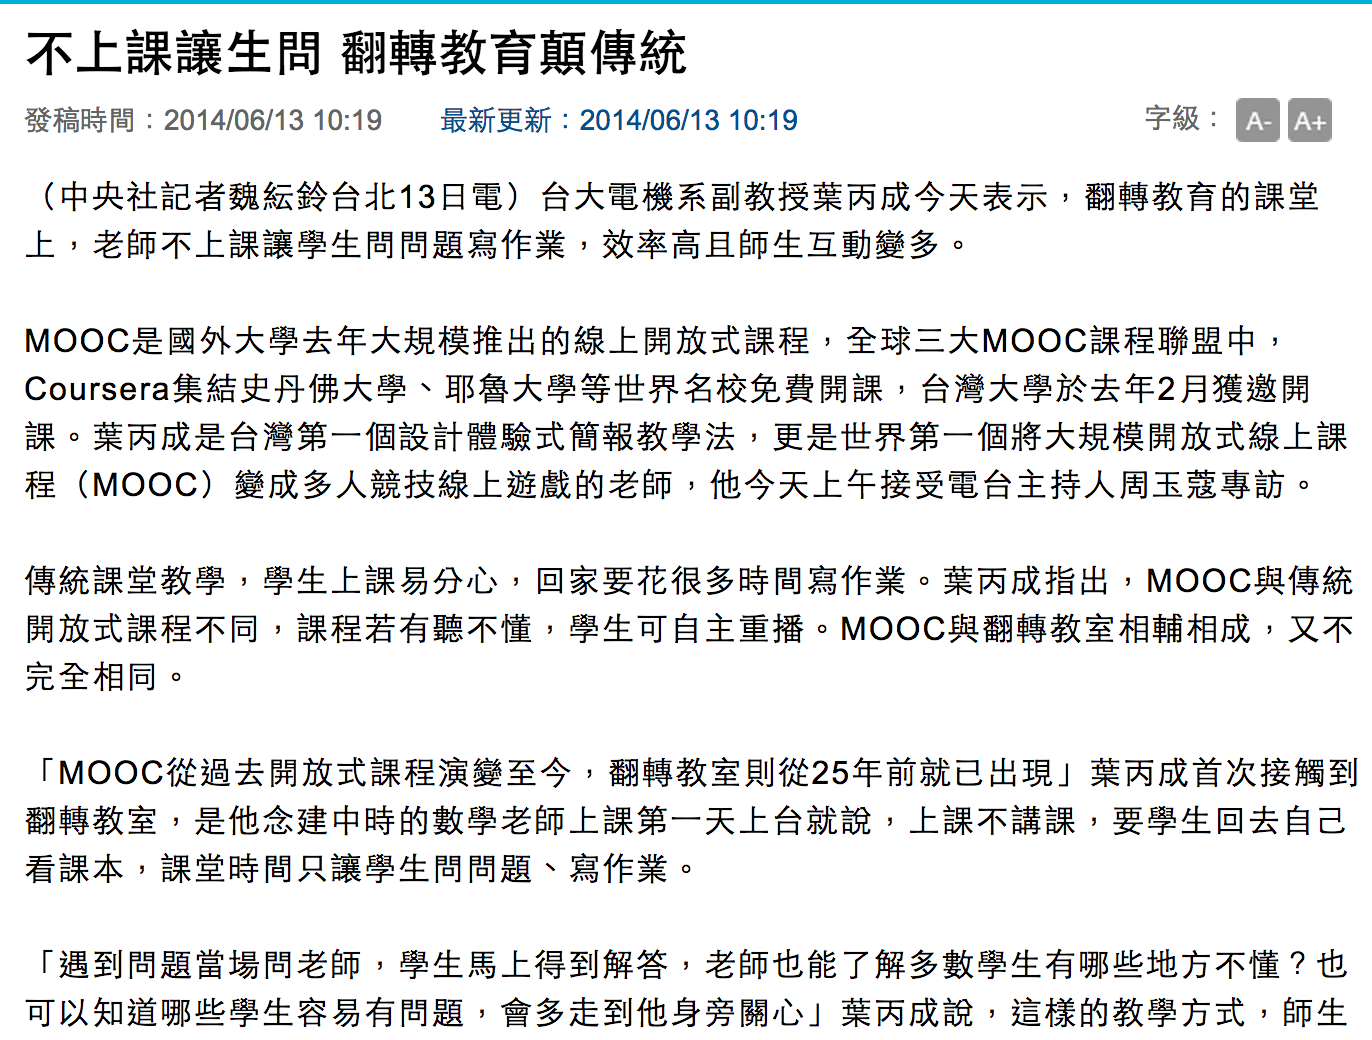 不上課讓生問 翻轉教育顛傳統
發稿時間：2014/06/13 10:19 最新更新：2014/06/13 10:19 字級： A- A+
（中央社記者魏紜鈴台北13日電）台大電機系副教授葉丙成今天表示，翻轉教育的課堂
上，老師不上課讓學生問問題寫作業，效率高且師生互動變多。
MOOC是國外大學去年大規模推出的線上開放式課程，全球三大MOOC課程聯盟中，
Coursera集結史丹佛大學、耶魯大學等世界名校免費開課，台灣大學於去年2月獲邀開
課。葉丙成是台灣第一個設計體驗式簡報教學法，更是世界第一個將大規模開放式線上課
程（MOOC）變成多人競技線上遊戲的老師，他今天上午接受電台主持人周玉蔻專訪。
傳統課堂教學，學生上課易分心，回家要花很多時間寫作業。葉丙成指出，MOOC與傳統
開放式課程不同，課程若有聽不懂，學生可自主重播。MOOC與翻轉教室相輔相成，又不
完全相同。
「MOOC從過去開放式課程演變至今，翻轉教室則從25年前就已出現」葉丙成首次接觸到
翻轉教室，是他念建中時的數學老師上課第一天上台就說，上課不講課，要學生回去自己
看課本，課堂時間只讓學生問問題、寫作業。
「遇到問題當場問老師，學生馬上得到解答，老師也能了解多數學生有哪些地方不懂？也
可以知道哪些學生容易有問題，會多走到他身旁關心」葉丙成說，這樣的教學方式，師生